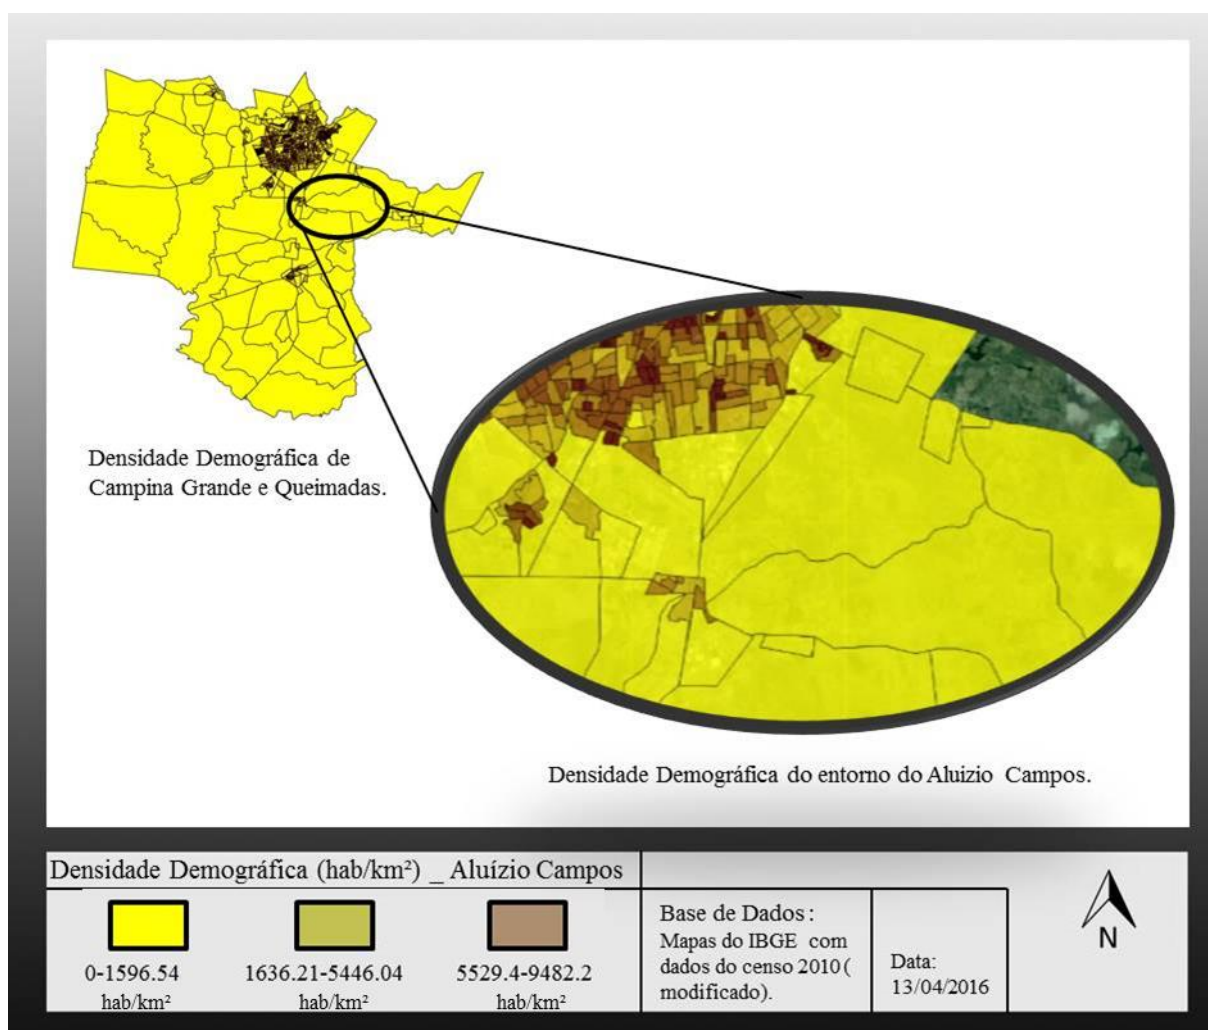 Densidade Demográfica de
Campina Grande e Queimadas.
Densidade Demográfica do entorno do Aluizio Campos.
Densidade Demográfica (hab/km²) _ Aluízio Campos
0-1596.54
hab/km²
1636.21-5446.04
hab/km²
5529.4-9482.2
hab/km²
Base de Dados :
Mapas do IBGE com
dados do censo 2010 (
modificado).
Data:
13/04/2016
N